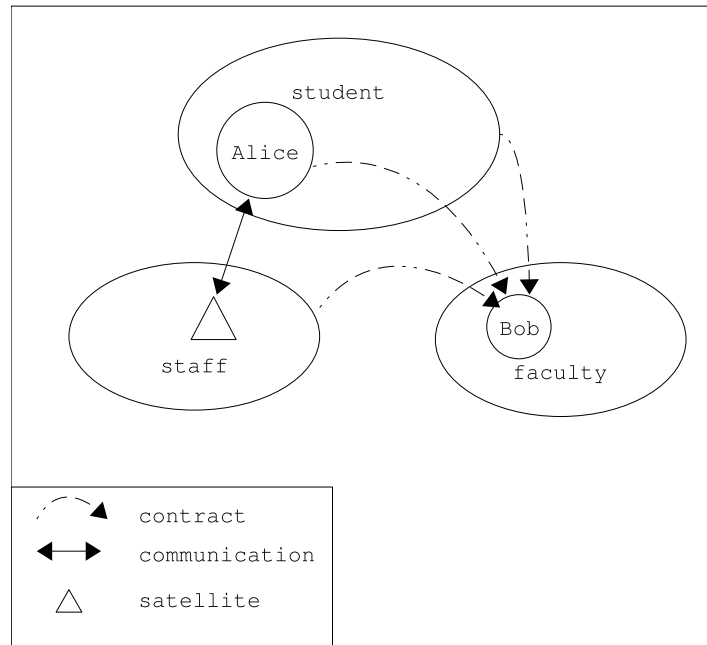 student
Alice
Bob
staff
faculty
contract
communication
satellite